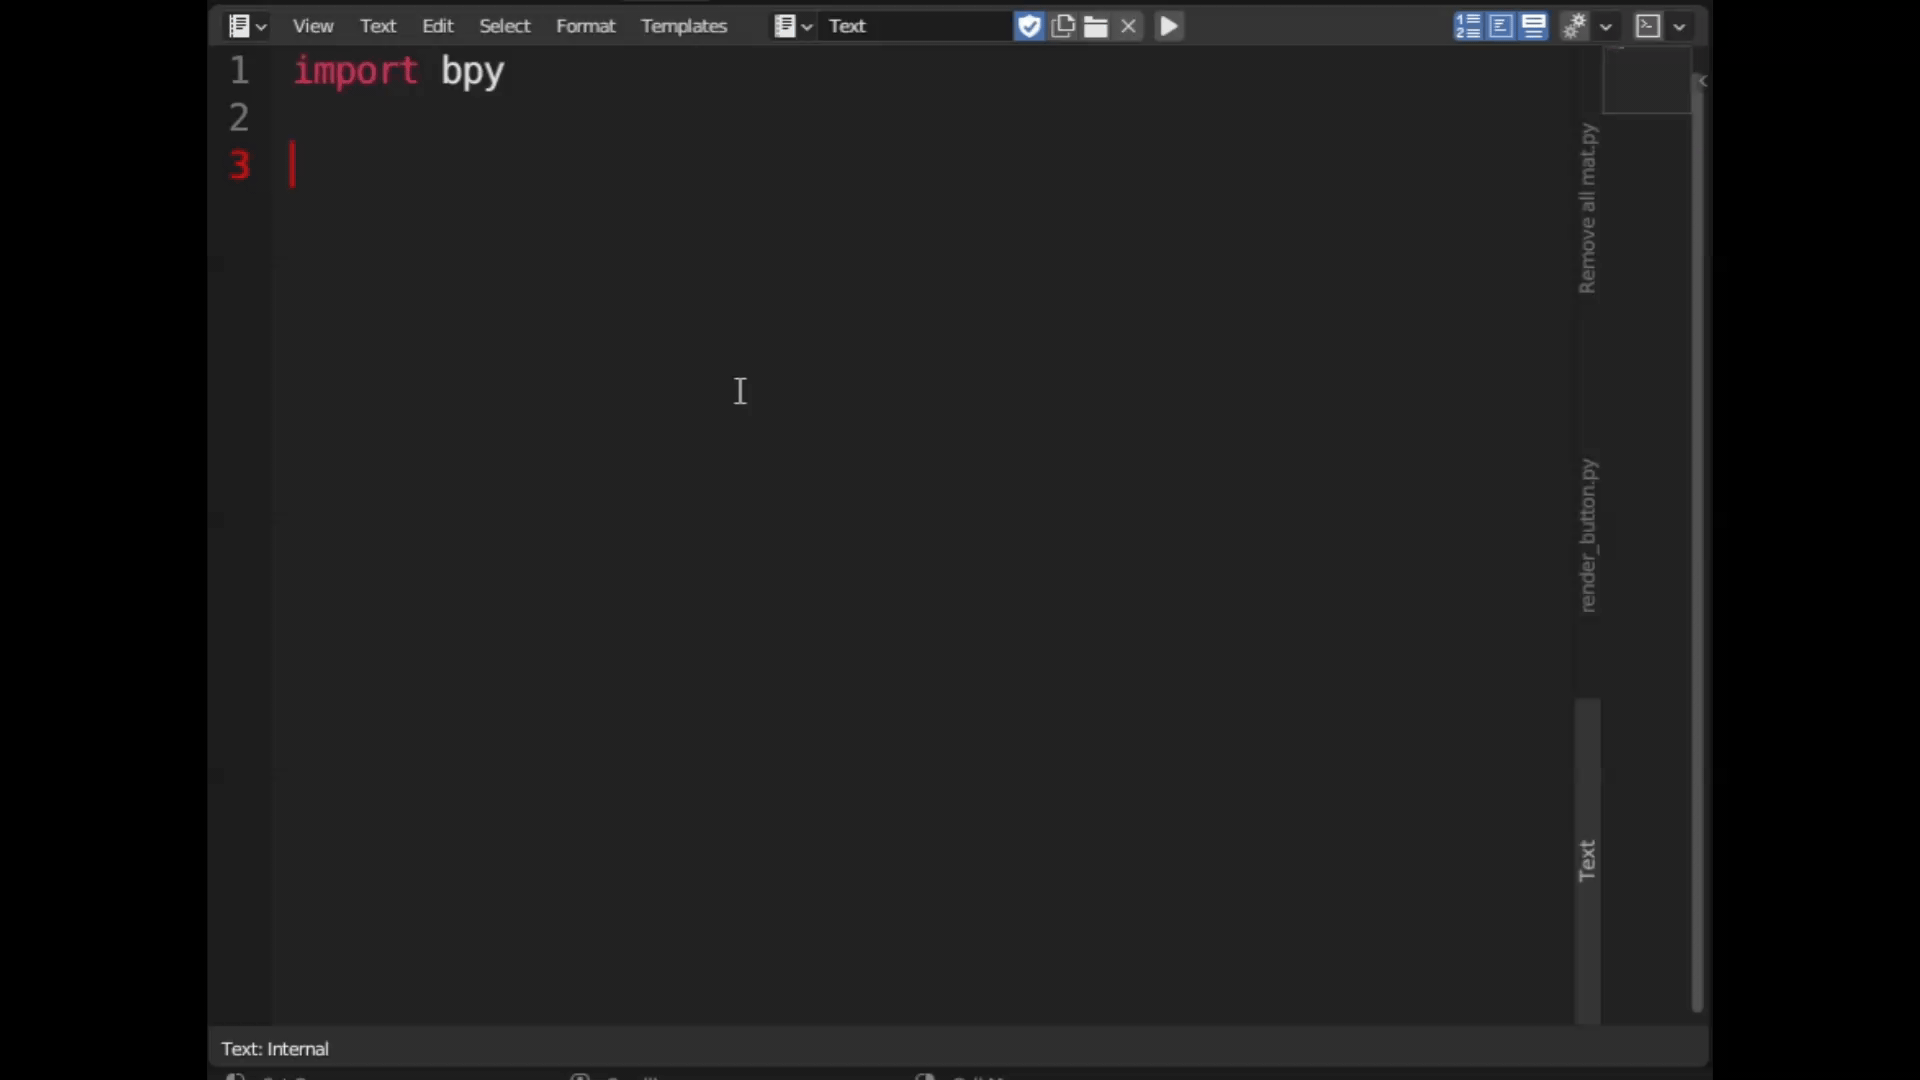 View Text Edit Select Format Templates Text
1 import bpy
2
3
Remove all mat.py
render_button.py
Text
Text: Internal